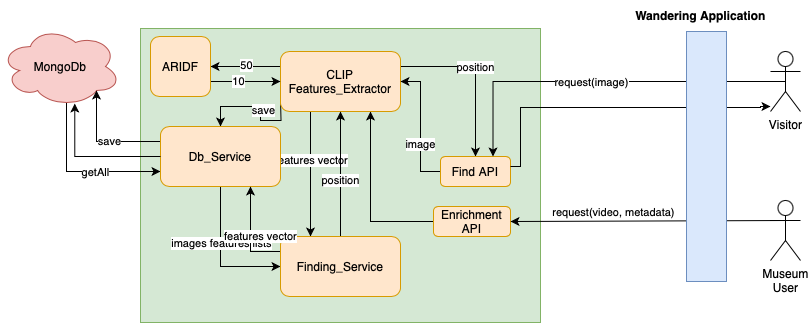 Wandering Application
MongoDb
ARIDF
50
10
CLIP
Features_Extractor
position
request(image)
Visitor
save
save
Db_Service
getAll
eatures vector
image
position
Find API
Enrichment
API
request(video, metadata)
features vector
images features lists
Finding_Service
Museum
User